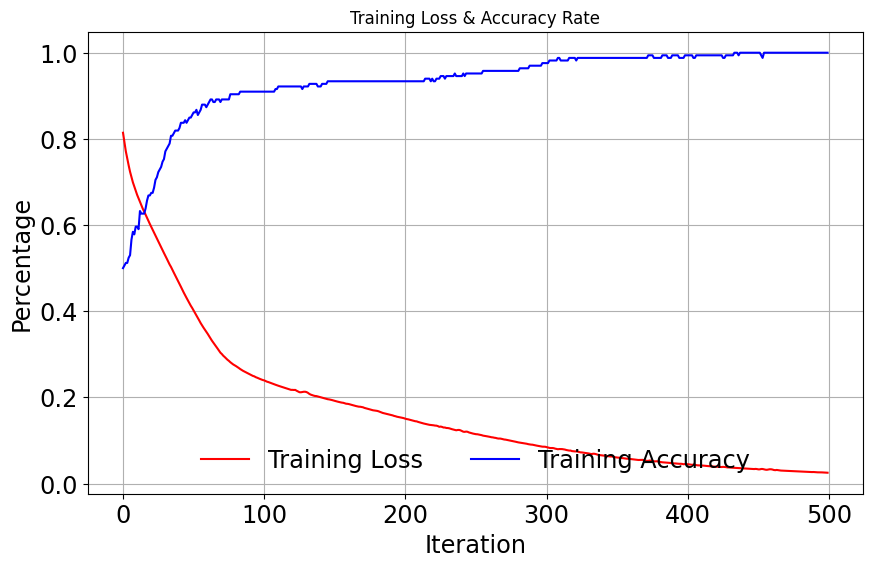 Training Loss & Accuracy Rate
Percentage
1.0
0.8
0.6
0.4
0.2
0.0
Training Loss
Training Accuracy
0 100 200 300 400 500
Iteration